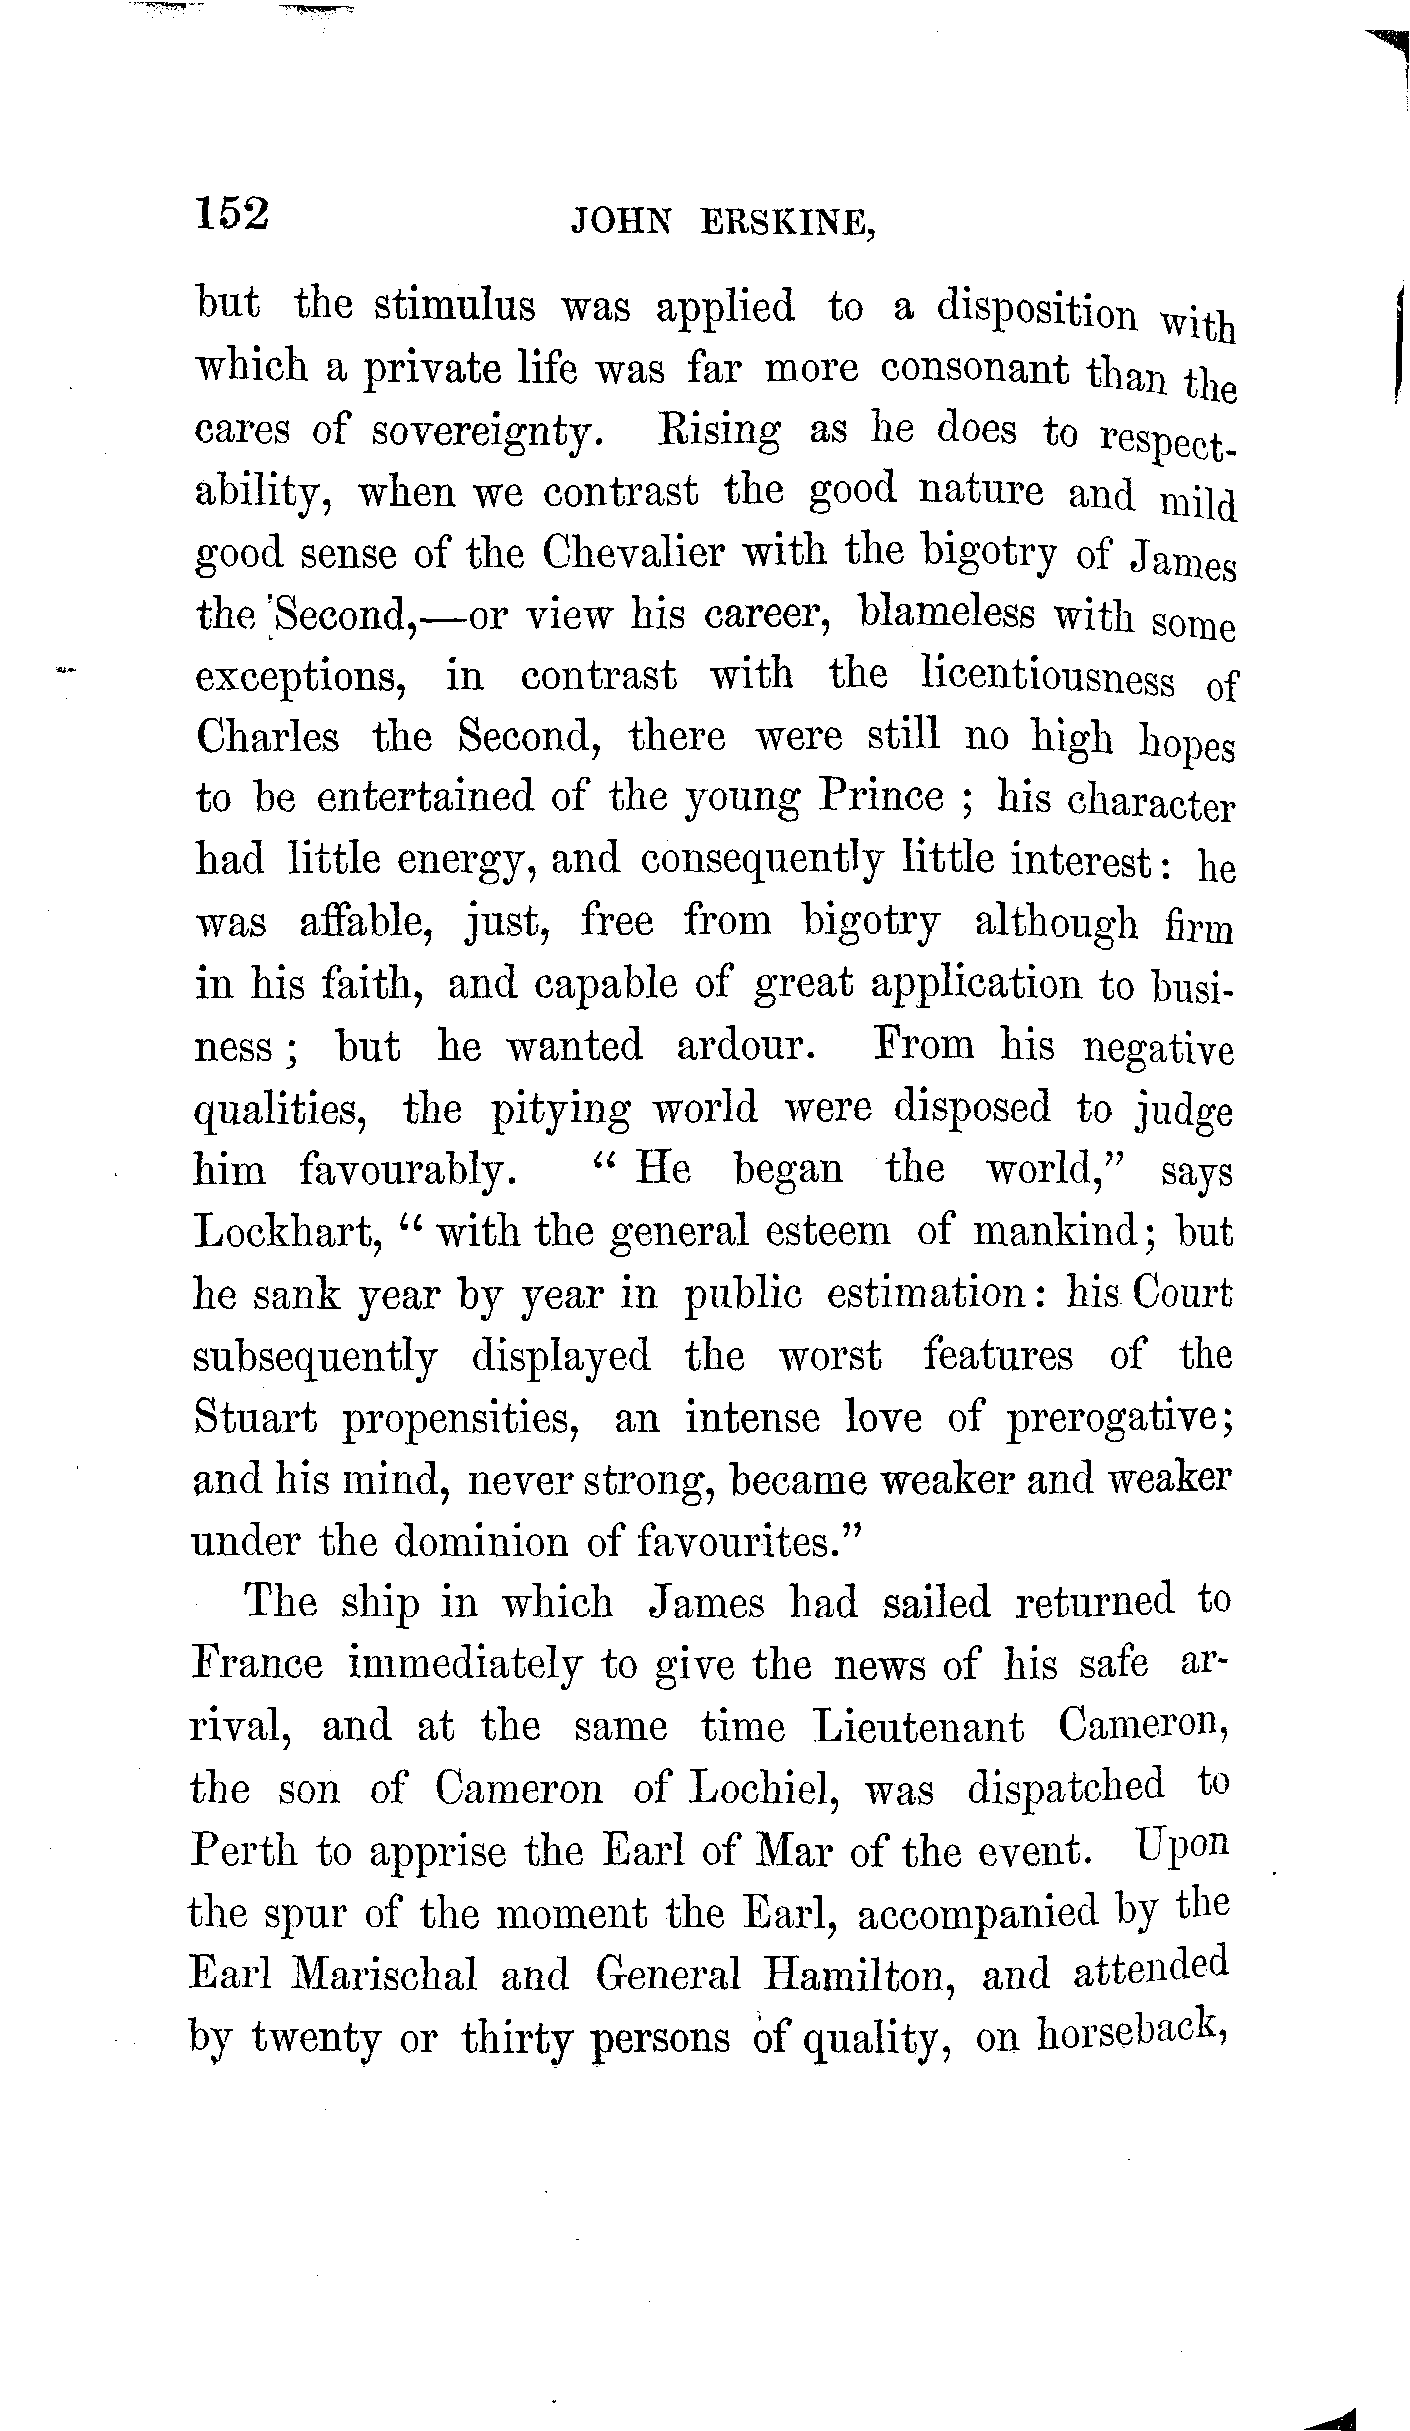 152 JOHN ERSKINE,
but the stimulus was applied to a disposition with
which a private life was far more consonant than the
cares of sovereignty. Rising as he does to respect-
ability, when we contrast the good nature and mild
good sense of the Chevalier with the bigotry of James
the Second,—or view his career, blameless with some
exceptions, in contrast with the licentiousness of
Charles the Second, there were still no high hopes
to be entertained of the young Prince ; his character
had little energy, and consequently little interest: he
was affable, just, free from bigotry although firm
in his faith, and capable of great application to busi-
ness ; but he wanted ardour. From his negative
qualities, the pitying world were disposed to judge
him favourably. “ He began the world,” says
Lockhart, “ with the general esteem of mankind; but
he sank year by year in public estimation: his Court
subsequently displayed the worst features of the
Stuart propensities, an intense love of prerogative;
and his mind, never strong, became weaker and weaker
under the dominion of favourites.”
The ship in which James had sailed returned to
France immediately to give the news of his safe ar-
rival, and at the same time Lieutenant Cameron,
the son of Cameron of Lochiel, was dispatched to
Perth to apprise the Earl of Mar of the event. Upon
the spur of the moment the Earl, accompanied by the
Earl Marischal and General Hamilton, and attended
by twenty or thirty persons of quality, on horseback,